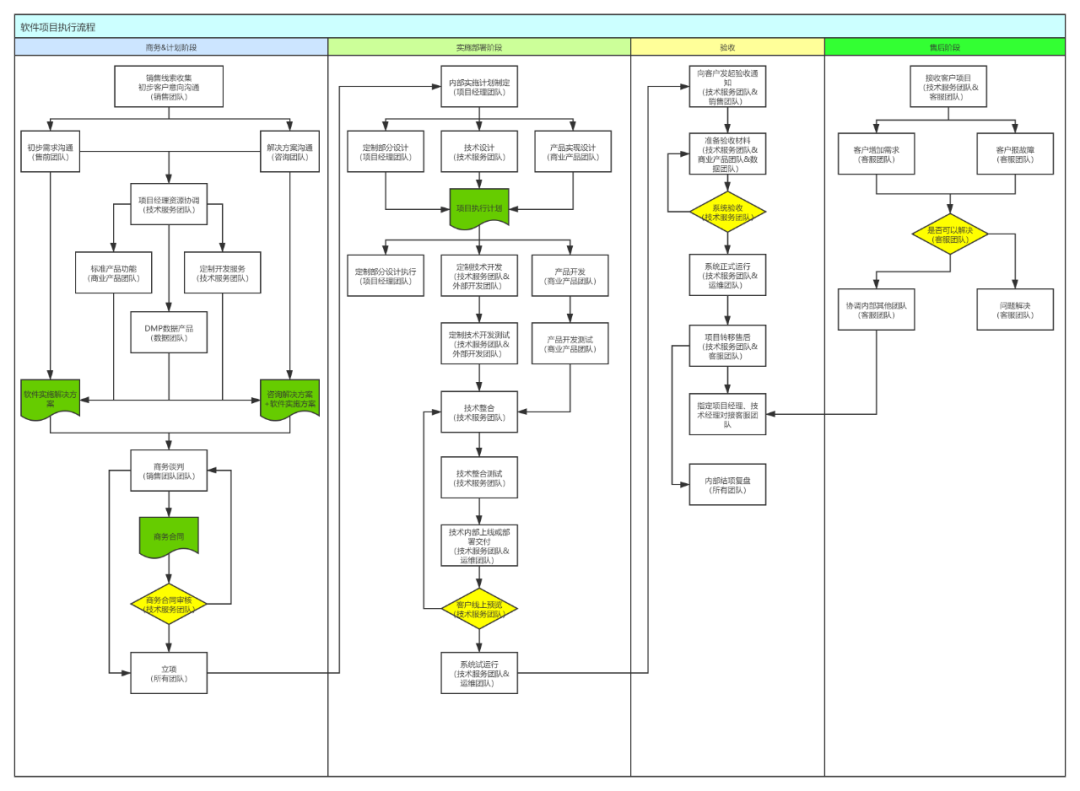 软件项目执行流程
商务&计划阶段
实施部署阶段
验收
售后阶段
销售线索收集
初步客户意向沟通
（销售团队）
初步需求沟通
（售前团队）
解决方案沟通
（咨询团队）
项目经理资源协调
（技术服务团队）
标准产品功能
（商业产品团队）
定制开发服务
（技术服务团队）
DMP数据产品
（数据团队）
软件实施解决方
案
咨询解决方案
+软件实施方案
商务谈判
（销售团队团队）
商务合同
商务合同审核
（技术服务团队）
立项
（所有团队）
内部实施计划制定
（项目经理团队）
定制部分设计
（项目经理团队）
技术设计
（技术服务团队）
产品实现设计
（商业产品团队）
项目执行计划
定制部分设计执行
（项目经理团队）
定制技术开发
（技术服务团队&
外部开发团队）
产品开发
（商业产品团队）
定制技术开发测试
（技术服务团队&
外部开发团队）
产品开发测试
（商业产品团队）
技术整合
（技术服务团队）
技术整合测试
（技术服务团队）
技术内部上线或部
署交付
（技术服务团队&
运维团队）
客户线上预览
（技术服务团队）
系统试运行
（技术服务团队&
运维团队）
向客户发起验收通
知
（技术服务团队&
销售团队）
准备验收材料
（技术服务团队&
商业产品团队&数
据团队）
系统验收
（技术服务团队）
系统正式运行
（技术服务团队&
运维团队）
项目转移售后
（技术服务团队&
客服团队）
指定项目经理、技
术经理对接客服团
队
内部结项复盘
（所有团队）
接收客户项目
（技术服务团队&
客服团队）
客户增加需求
（客服团队）
客户报故障
（客服团队）
是否可以解决
（客服团队）
协调内部其他团队
（客服团队）
问题解决
（客服团队）